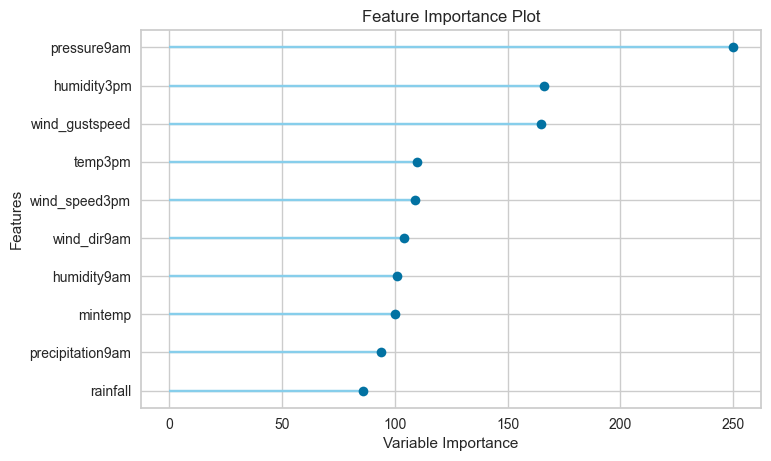 Feature Importance Plot
pressure9am
humidity3pm
wind_gustspeed
temp3pm
wind_speed3pm
wind_dir9am
humidity9am
mintemp
precipitation9am
rainfall
Features
0 50 100 150 200 250
Variable Importance